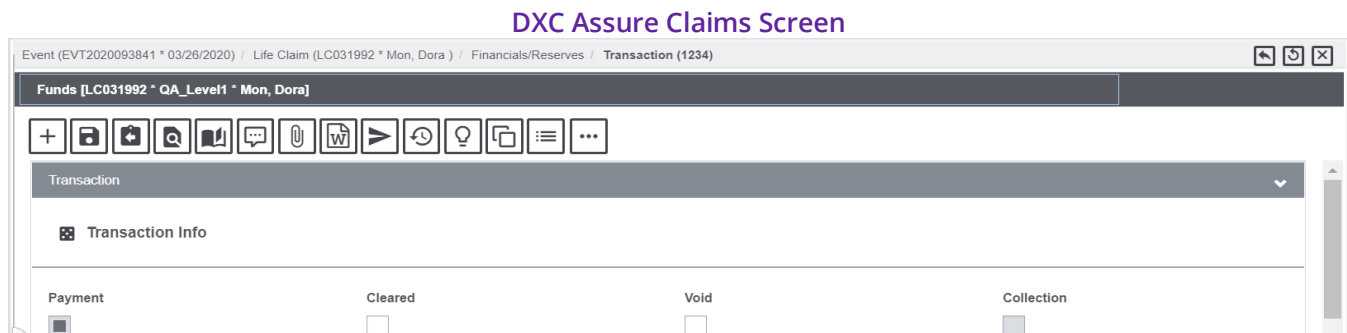 DXC Assure Claims Screen
Event (EVT2020093841 * 03/26/2020) / Life Claim (LC031992 * Mon, Dora ) / Financials/Reserves / Transaction (1234)
Funds [LC031992 * QA_Level1 * Mon, Dora]
W
Transaction
Transaction Info
Payment Cleared Void Collection